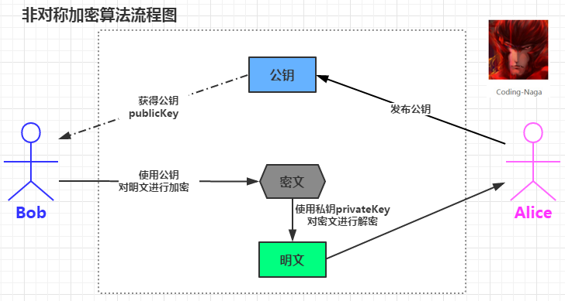 非对称加密算法流程图
Coding-Naga
公钥
获得公钥
publicKey
发布公钥
使用公钥
对明文进行加密
密文
Bob
Alice
使用私钥privateKey
对密文进行解密
明文